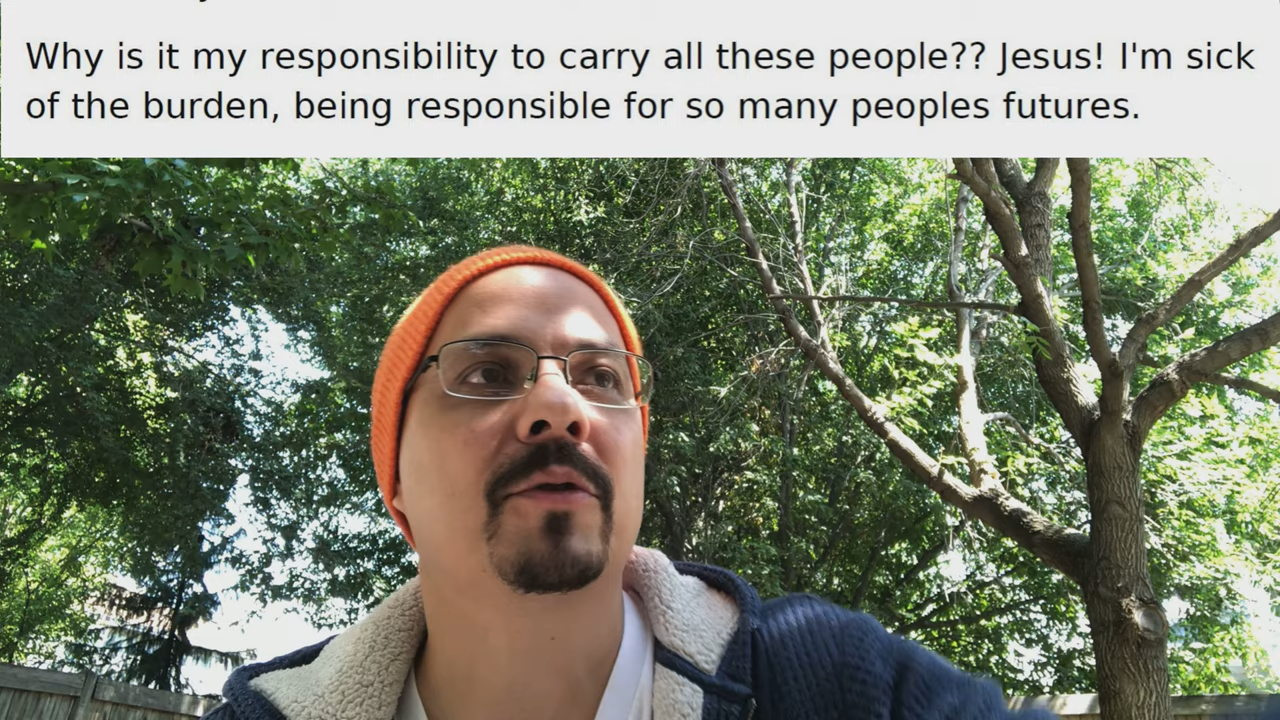 Why is it my responsibility to carry all these people?? Jesus! I'm sick
of the burden, being responsible for so many peoples futures.